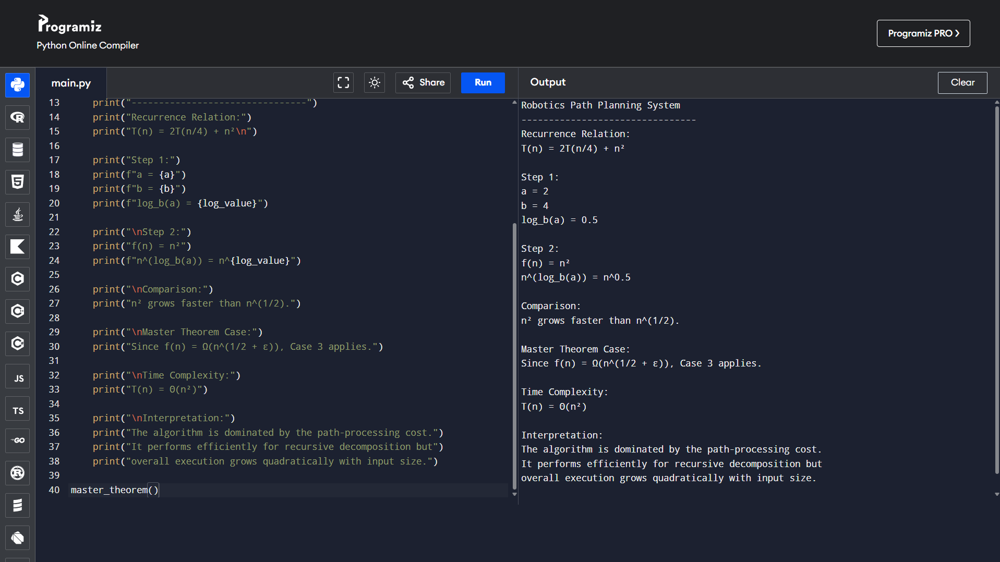 Programiz
Python Online Compiler
Programiz PRO
main.py
Share
Run
Output
Clear
13 print("--------------------------------")
14 print("Recurrence Relation:")
15 print("T(n) = 2T(n/4) + n²\n")
16
17 print("Step 1:")
18 print(f"a = {a}")
19 print(f"b = {b}")
20 print(f"log_b(a) = {log_value}")
21
22 print("\nStep 2:")
23 print("f(n) = n²")
24 print(f"n^(log_b(a)) = n^{log_value}")
25
26 print("\nComparison:")
27 print("n² grows faster than n^(1/2).")
28
29 print("\nMaster Theorem Case:")
30 print("Since f(n) = Ω(n^(1/2 + ε)), Case 3 applies.")
31
32 print("\nTime Complexity:")
33 print("T(n) = Θ(n²)")
34
35 print("\nInterpretation:")
36 print("The algorithm is dominated by the path-processing cost.")
37 print("It performs efficiently for recursive decomposition but")
38 print("overall execution grows quadratically with input size.")
39
40 master_theorem()
Robotics Path Planning System
--------------------------------
Recurrence Relation:
T(n) = 2T(n/4) + n²
Step 1:
a = 2
b = 4
log_b(a) = 0.5
Step 2:
f(n) = n²
n^(log_b(a)) = n^0.5
Comparison:
n² grows faster than n^(1/2).
Master Theorem Case:
Since f(n) = Ω(n^(1/2 + ε)), Case 3 applies.
Time Complexity:
T(n) = Θ(n²)
Interpretation:
The algorithm is dominated by the path-processing cost.
It performs efficiently for recursive decomposition but
overall execution grows quadratically with input size.
R
5
C
C
C
JS
TS
GO
R